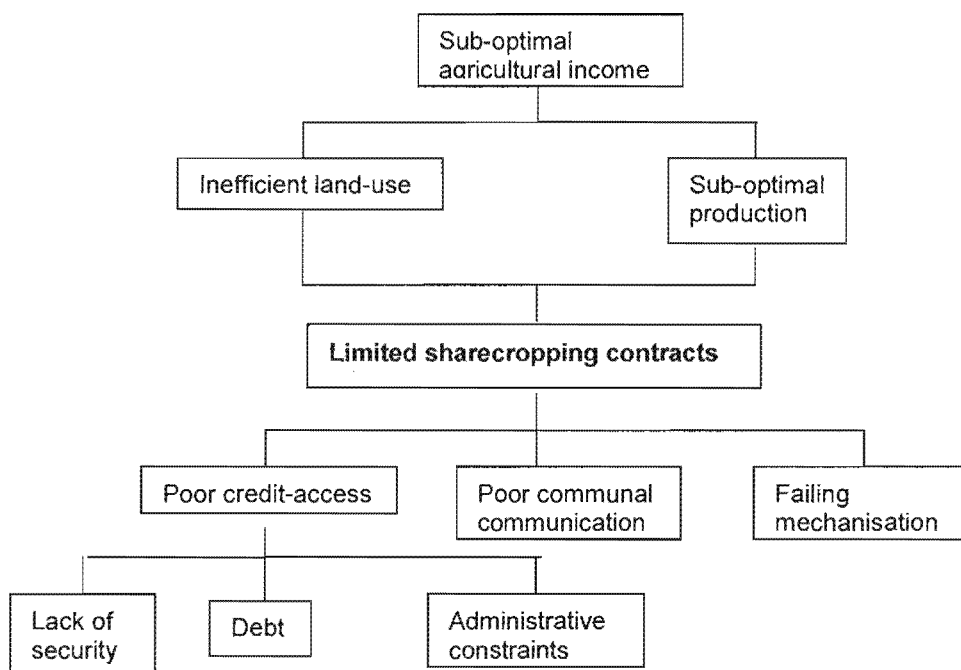 Sub-optimal
agricultural income
Inefficient land-use
Sub-optimal
production
Limited sharecropping contracts
Poor credit-access
Poor communal
communication
Failing
mechanisation
Lack of
security
Debt
Administrative
constraints